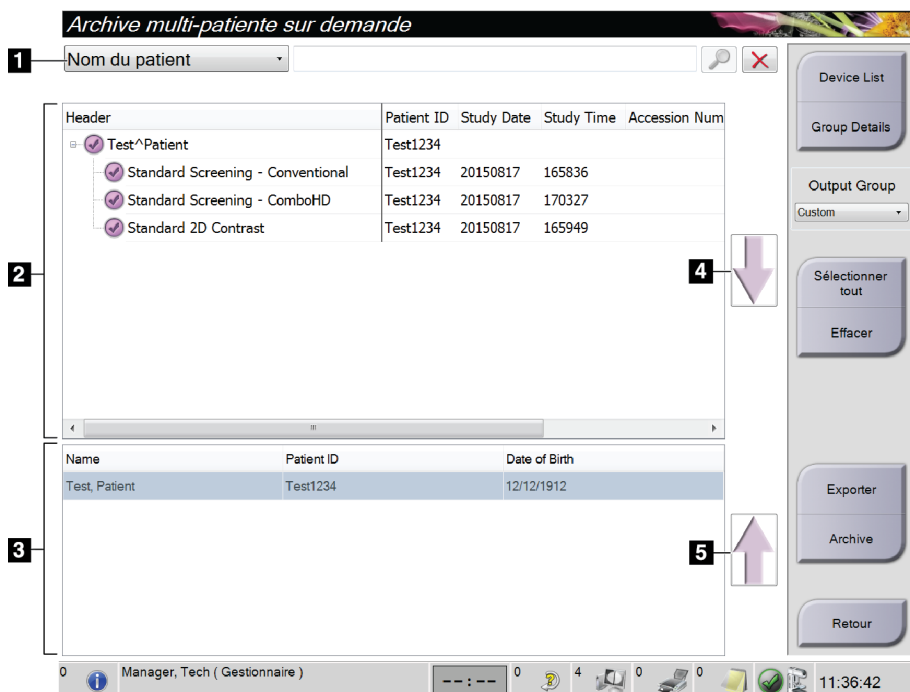 Archive multi-patiente sur demande
1
Nom du patient
Device List
Group Details
Output Group
Custom
Sélectionner
tout
Effacer
Exporter
Archive
Retour
2
Header Patient ID Study Date Study Time Accession Num
Test^Patient Test1234
Standard Screening - Conventional Test1234 20150817 165836
Standard Screening - ComboHD Test1234 20150817 170327
Standard 2D Contrast Test1234 20150817 165949
4
3
Name Patient ID Date of Birth
Test, Patient Test1234 12/12/1912
5
0 Manager, Tech ( Gestionnaire ) --:-- 0 4 0 0 11:36:42